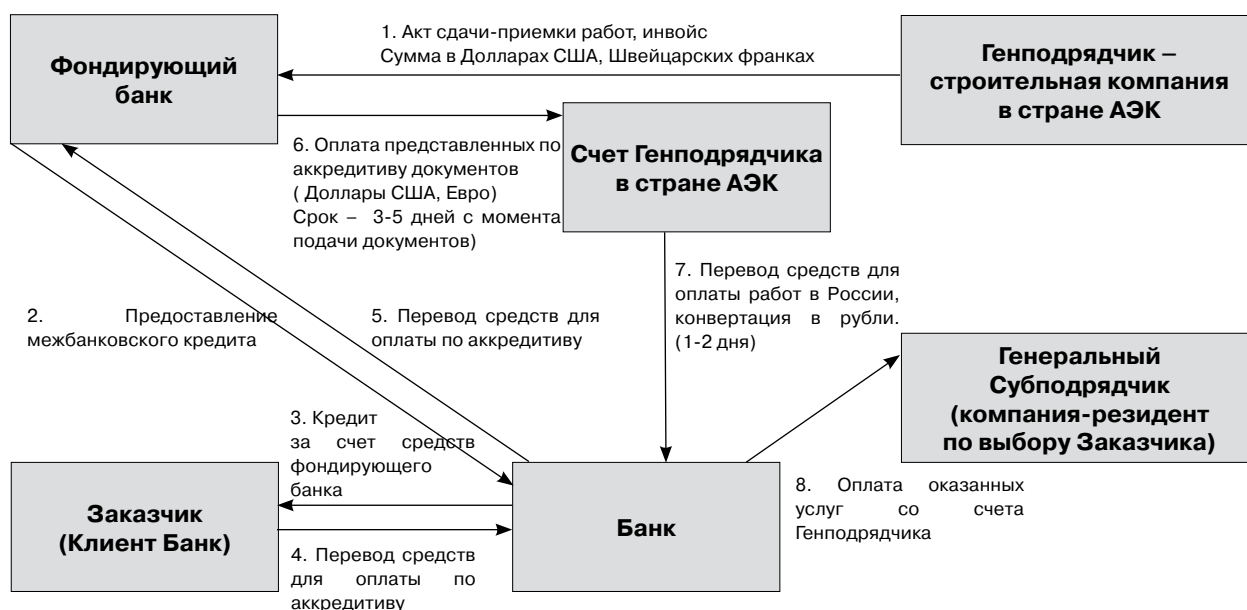 1. Акт сдачи-приемки работ, инвойс
Сумма в Долларах США, Швейцарских франках
Фондирующий
банк
Генподрядчик –
строительная компания
в стране АЭК
6. Оплата представленных по
аккредитиву документов
( Доллары США, Евро)
Срок – 3-5 дней с момента
подачи документов)
Счет Генподрядчика
в стране АЭК
2. Предоставление
межбанковского кредита
5. Перевод средств для
оплаты по аккредитиву
7. Перевод средств для
оплаты работ в России,
конвертация в рубли.
(1-2 дня)
Генеральный
Субподрядчик
(компания-резидент
по выбору Заказчика)
3. Кредит
за счет средств
фондирующего
банка
Заказчик
(Клиент Банк)
Банк
8. Оплата оказанных
услуг со счета
Генподрядчика
4. Перевод средств
для оплаты по
аккредитиву